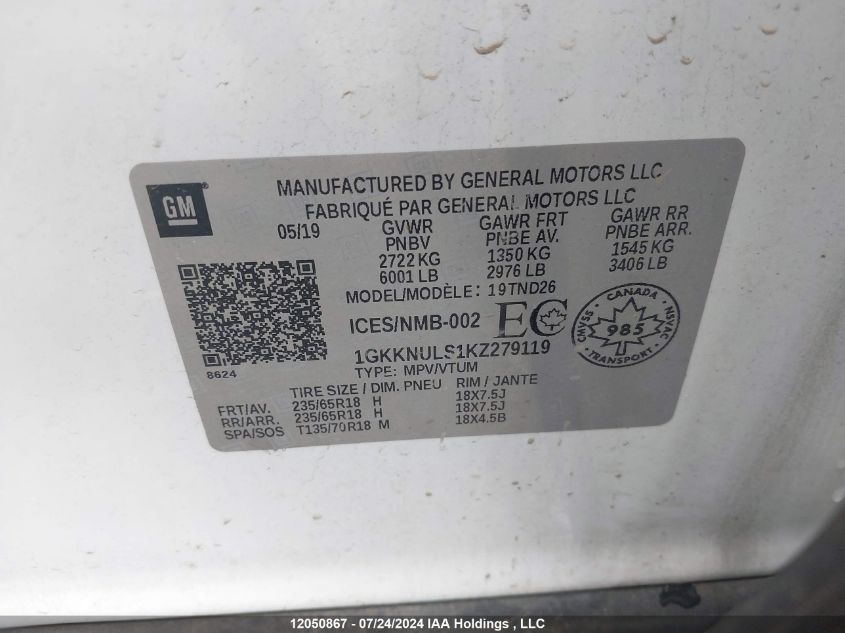 GM
MANUFACTURED BY GENERAL MOTORS LLC
FABRIQUÉ PAR GENERAL MOTORS LLC
05/19 GVWR GAWR FRT GAWR RR
PNBV PNBE AV. PNBE ARR.
2722 KG 1350 KG 1545 KG
6001 LB 2976 LB 3406 LB
MODEL/MODÈLE: 19TND26
ICES/NMB-002 EC
CANADA
CMVSS 985 NSVAC
TRANSPORT
1GKKNULS1KZ279119
8624
TYPE: MPV/VTUM
TIRE SIZE / DIM. PNEU RIM / JANTE
FRT/AV. 235/65R18 H 18X7.5J
RR/ARR. 235/65R18 H 18X7.5J
SPA/SOS T135/70R18 M 18X4.5B
12050867 - 07/24/2024 IAA Holdings , LLC